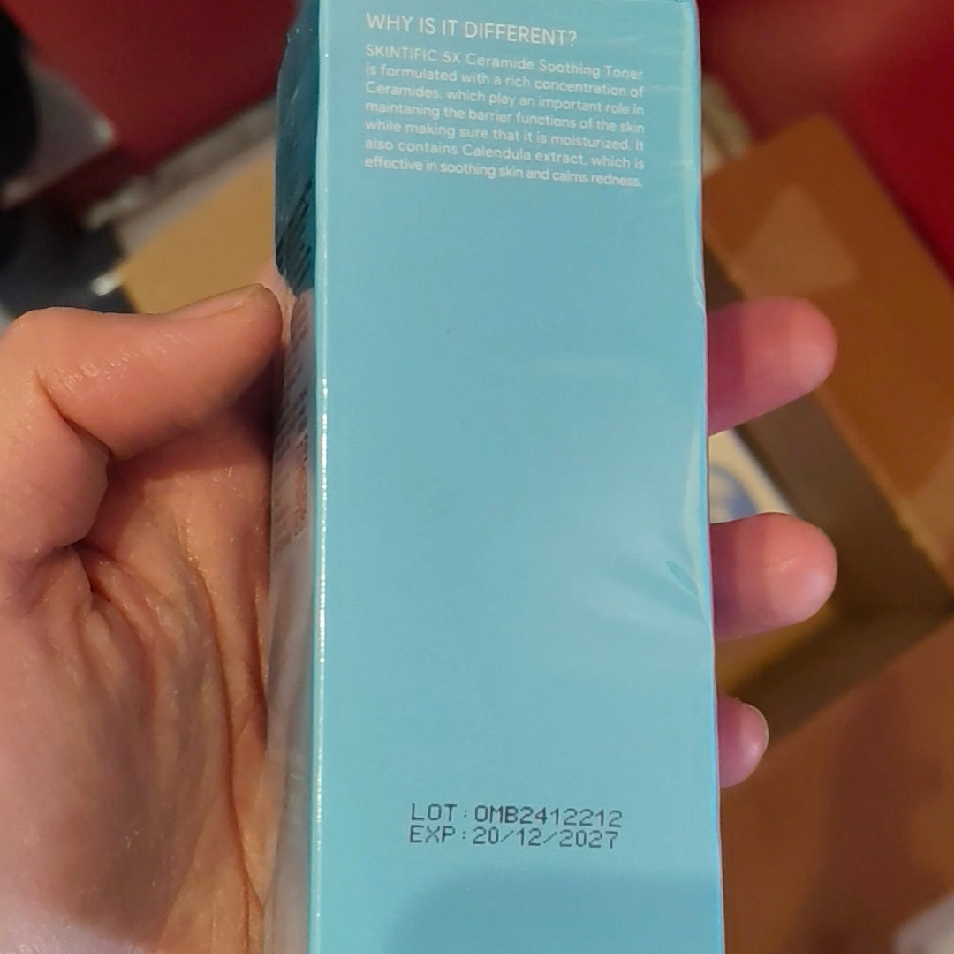 WHY IS IT DIFFERENT?
SKINTIFIC 5X Ceramide Soothing Toner
is formulated with a rich concentration of
Ceramides, which play an important role in
maintaning the barrier functions of the skin
while making sure that it is moisturized. It
also contains Calendula extract, which is
effective in soothing skin and calms redness.
LOT:OMB2412212
EXP:20/12/2027